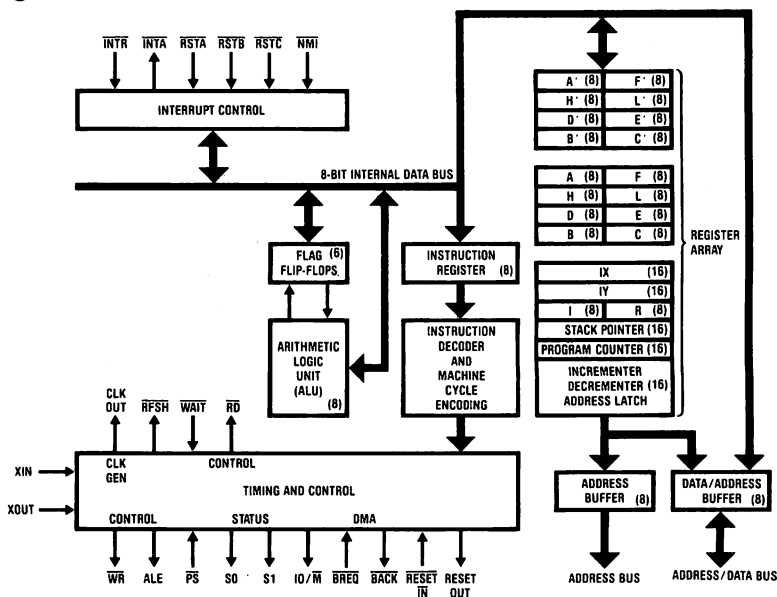 INTR INTA RSTA RSTB RSTC NMI
INTERRUPT CONTROL
8-BIT INTERNAL DATA BUS
FLAG (6)
FLIP-FLOPS
ARITHMETIC
LOGIC
UNIT
(ALU)
(8)
INSTRUCTION
REGISTER (8)
INSTRUCTION
DECODER
AND
MACHINE
CYCLE
ENCODING
A' (8) F' (8)
H' (8) L' (8)
D' (8) E' (8)
B' (8) C' (8)
A (8) F (8)
H (8) L (8)
D (8) E (8)
B (8) C (8)
IX (16)
IY (16)
I (8) R (8)
STACK POINTER (16)
PROGRAM COUNTER (16)
INCREMENTER
DECREMENTER (16)
ADDRESS LATCH
REGISTER
ARRAY
CLK
OUT
RFSH WAIT RD
XIN
XOUT
CLK
GEN
CONTROL
TIMING AND CONTROL
CONTROL STATUS DMA
WR ALE PS S0 S1 IO/M BREQ BACK RESET
IN
RESET
OUT
ADDRESS
BUFFER (8)
DATA/ADDRESS
BUFFER (8)
ADDRESS BUS
ADDRESS/DATA BUS